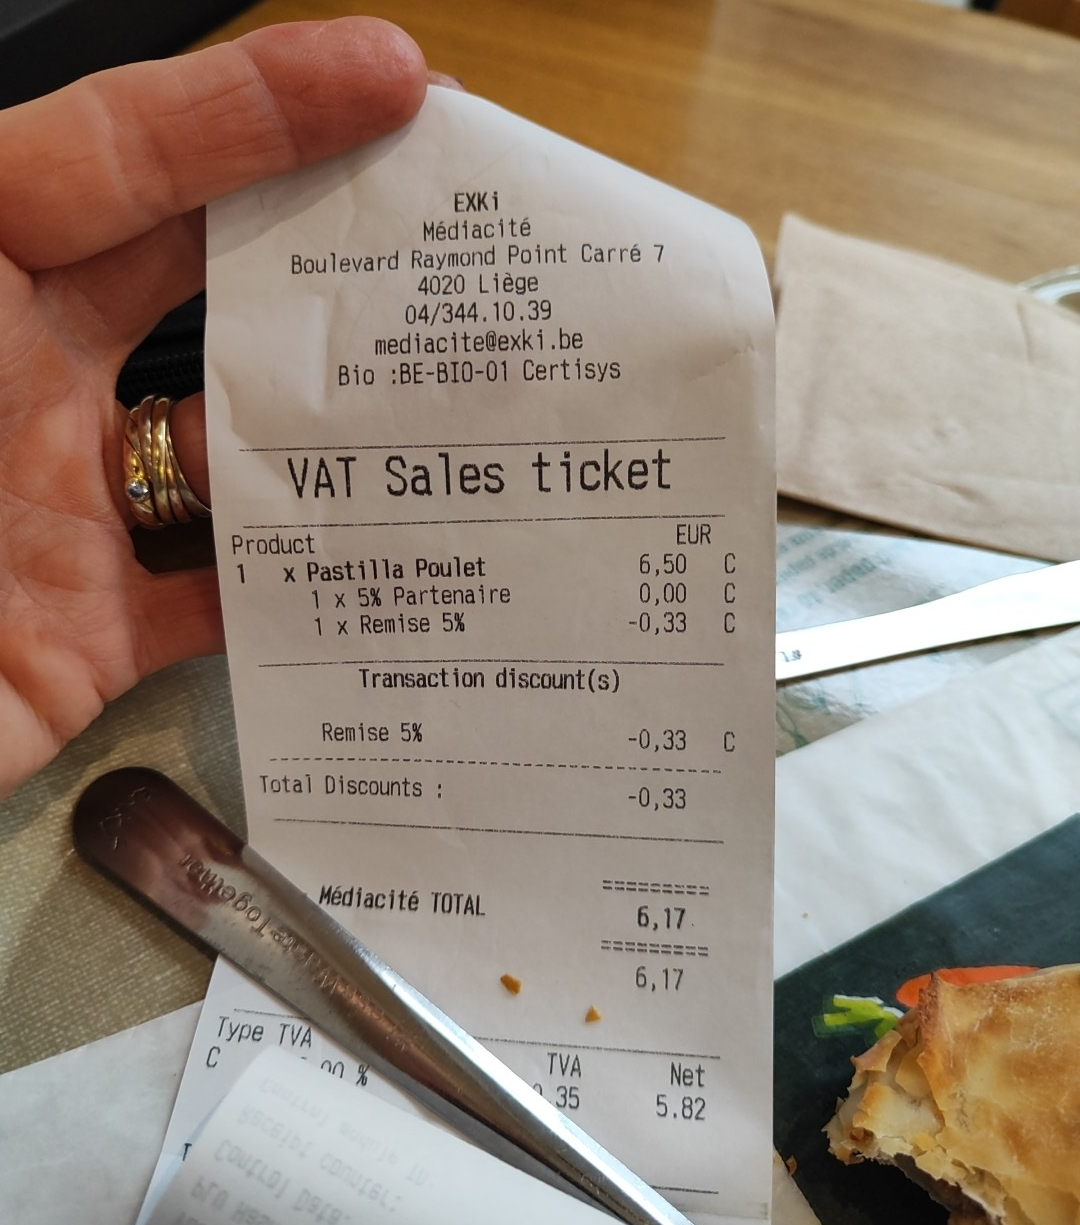 EXKi
Médiacité
Boulevard Raymond Point Carré 7
4020 Liège
04/344.10.39
mediacite@exki.be
Bio :BE-BIO-01 Certisys
VAT Sales ticket
Product EUR
1 x Pastilla Poulet 6,50 C
1 x 5% Partenaire 0,00 C
1 x Remise 5% -0,33 C
Transaction discount(s)
Remise 5% -0,33 C
Total Discounts : -0,33
=========
Médiacité TOTAL 6,17
=========
6,17
Type TVA TVA Net
C .00 % .35 5.82
Together